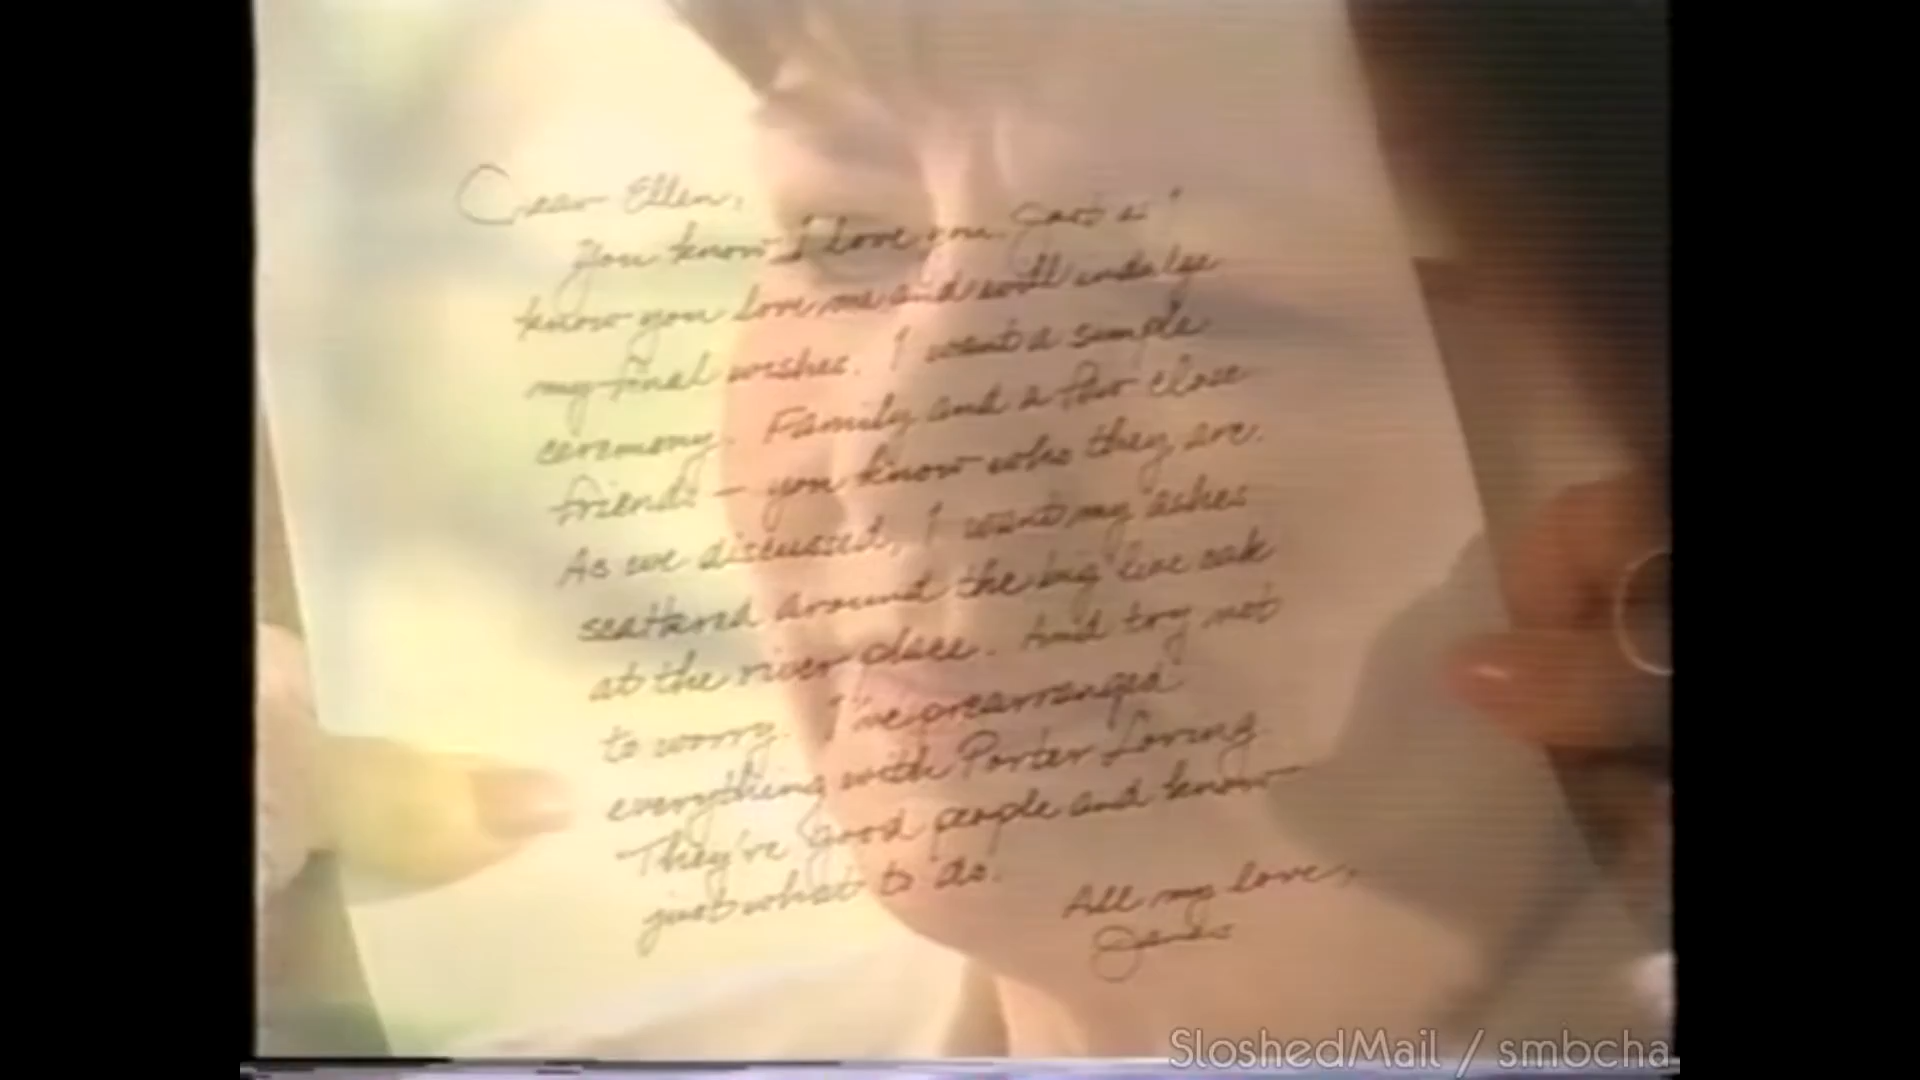 Dear Ellen,
You know I love you. Just as I
know you love me and will indulge
my final wishes. I want a simple
ceremony. Family and a few close
friends – you know who they are.
As we discussed, I want my ashes
scattered around the big live oak
at the river place. And try not
to worry. I've prearranged
everything with Porter Loring
They're good people and know
just what to do.
All my love,
James
SloshedMail / smbcha